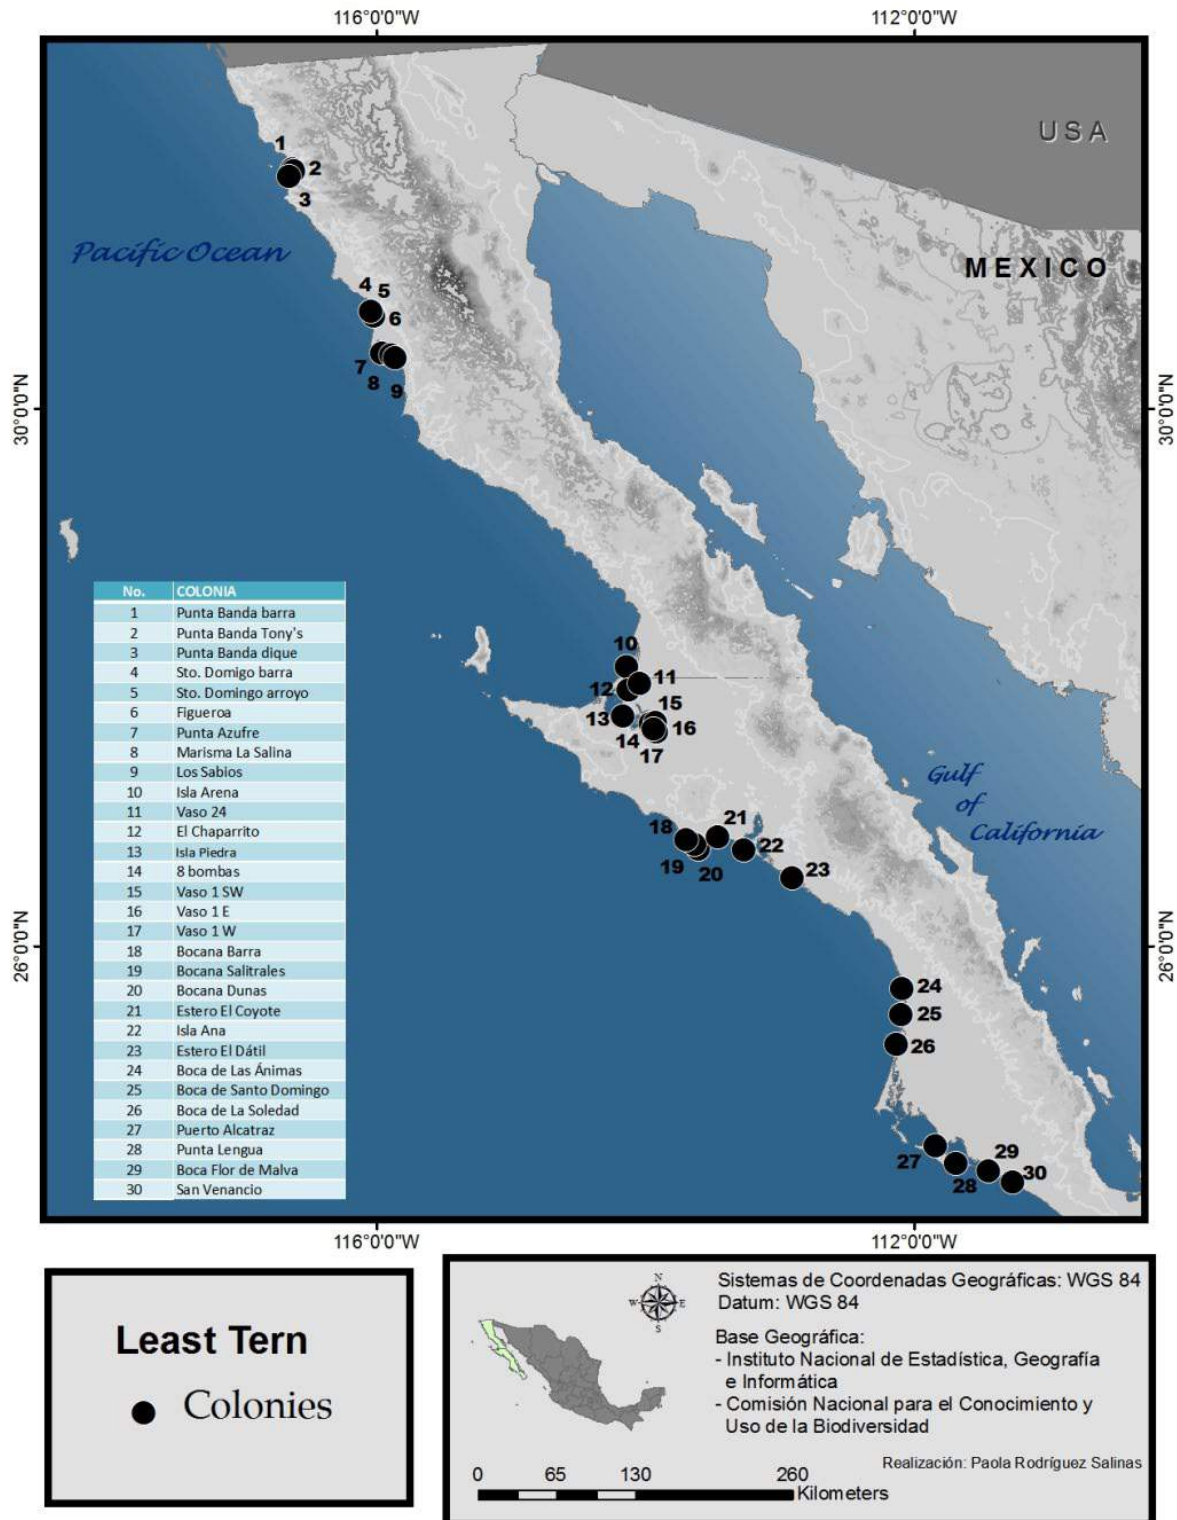 116°0'0"W 112°0'0"W
USA
1
2
3
Pacific Ocean
MEXICO
4 5
6
7
8 9
30°0'0"N 30°0'0"N
No. COLONIA
1 Punta Banda barra
2 Punta Banda Tony's
3 Punta Banda dique
4 Sto. Domigo barra
5 Sto. Domingo arroyo
6 Figueroa
7 Punta Azufre
8 Marisma La Salina
9 Los Sabios
10 Isla Arena
11 Vaso 24
12 El Chaparrito
13 Isla Piedra
14 8 bombas
15 Vaso 1 SW
16 Vaso 1 E
17 Vaso 1 W
18 Bocana Barra
19 Bocana Salitrales
20 Bocana Dunas
21 Estero El Coyote
22 Isla Ana
23 Estero El Dátil
24 Boca de Las Ánimas
25 Boca de Santo Domingo
26 Boca de La Soledad
27 Puerto Alcatraz
28 Punta Lengua
29 Boca Flor de Malva
30 San Venancio
10
11
12
15
13
16
14
17
Gulf
of
California
21
18
22
19 20
23
26°0'0"N 26°0'0"N
24
25
26
27
29
28
30
116°0'0"W 112°0'0"W
Least Tern
Colonies
N
W E
S
Sistemas de Coordenadas Geográficas: WGS 84
Datum: WGS 84
Base Geográfica:
- Instituto Nacional de Estadística, Geografía
e Informática
- Comisión Nacional para el Conocimiento y
Uso de la Biodiversidad
Realización: Paola Rodríguez Salinas
0 65 130 260
Kilometers